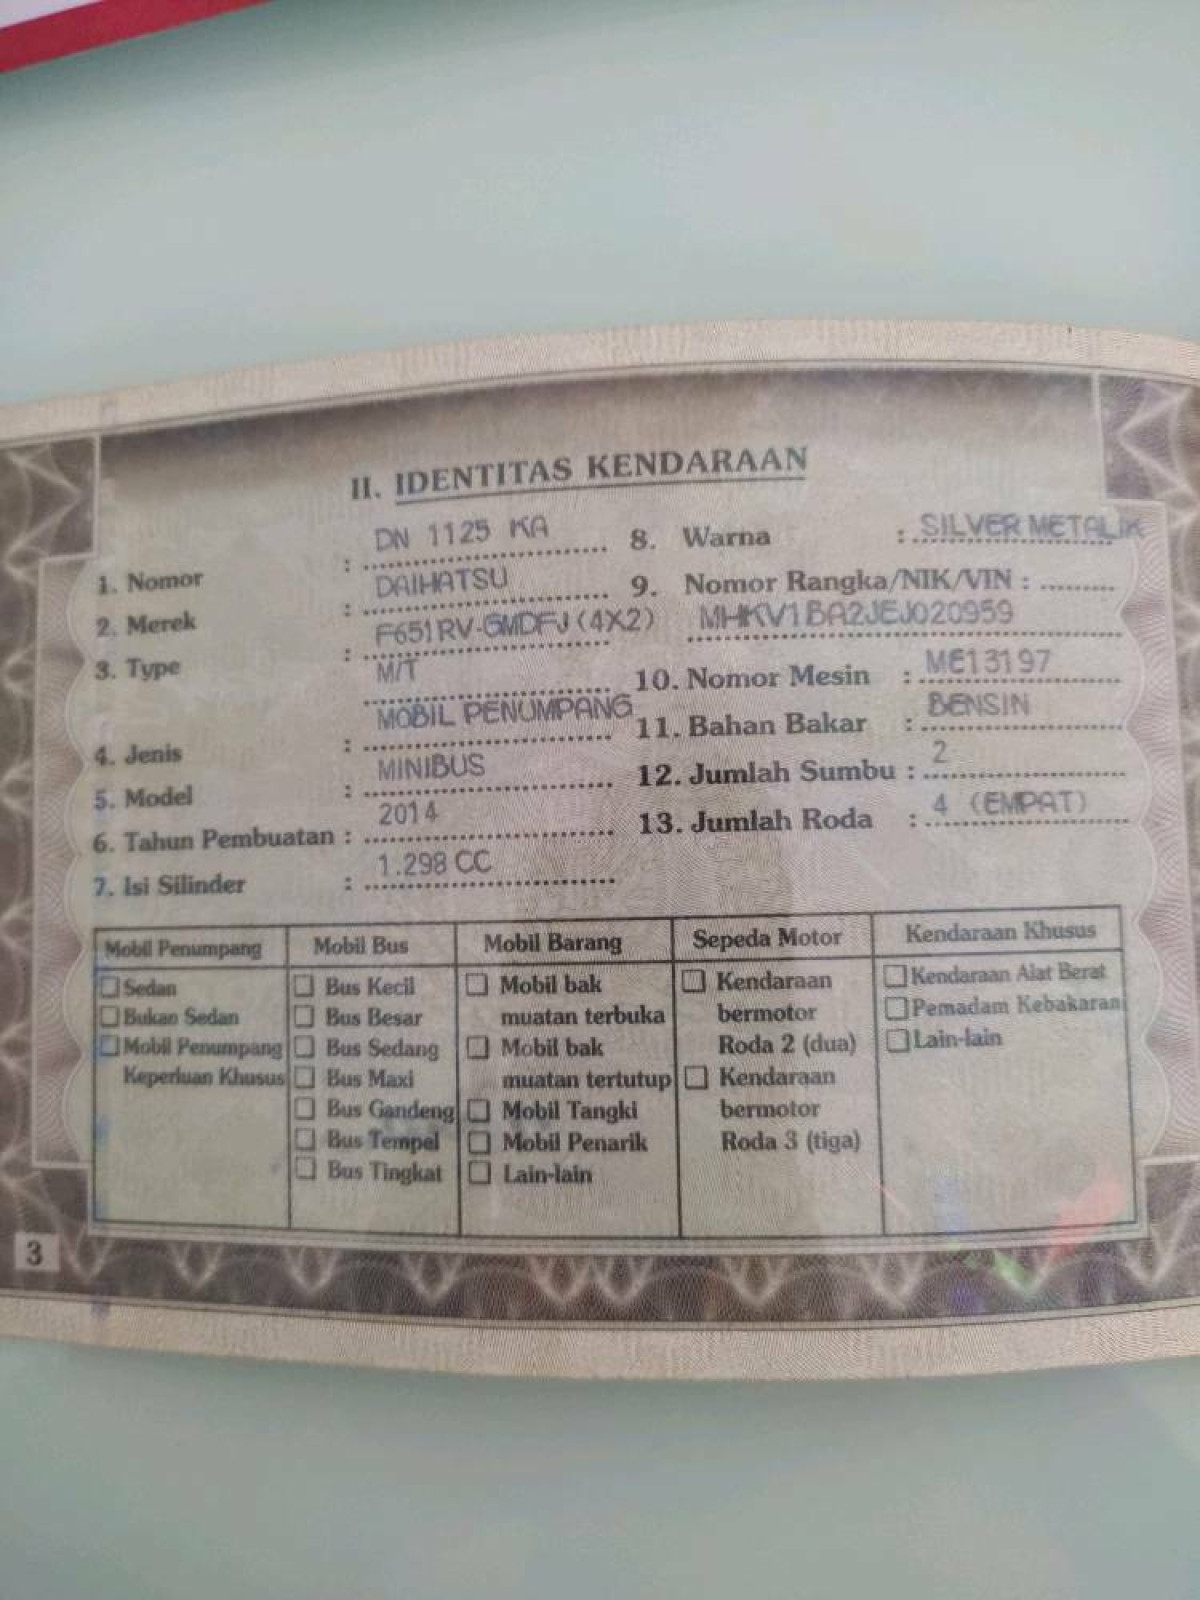 II. IDENTITAS KENDARAAN
1. Nomor : DN 1125 KA
2. Merek : DAIHATSU
3. Type : F651RV-GMDFJ (4X2)
M/T
4. Jenis : MOBIL PENUMPANG
5. Model : MINIBUS
6. Tahun Pembuatan : 2014
7. Isi Silinder : 1.298 CC
8. Warna : SILVER METALIK
9. Nomor Rangka/NIK/VIN :
MHKV1BA2JEJ020959
10. Nomor Mesin : ME13197
11. Bahan Bakar : BENSIN
12. Jumlah Sumbu : 2
13. Jumlah Roda : 4 (EMPAT)
Mobil Penumpang
Sedan
Bukan Sedan
Mobil Penumpang
Keperluan Khusus
Mobil Bus
Bus Kecil
Bus Besar
Bus Sedang
Bus Maxi
Bus Gandeng
Bus Tempel
Bus Tingkat
Mobil Barang
Mobil bak
muatan terbuka
Mobil bak
muatan tertutup
Mobil Tangki
Mobil Penarik
Lain-lain
Sepeda Motor
Kendaraan
bermotor
Roda 2 (dua)
Kendaraan
bermotor
Roda 3 (tiga)
Kendaraan Khusus
Kendaraan Alat Berat
Pemadam Kebakaran
Lain-lain
3